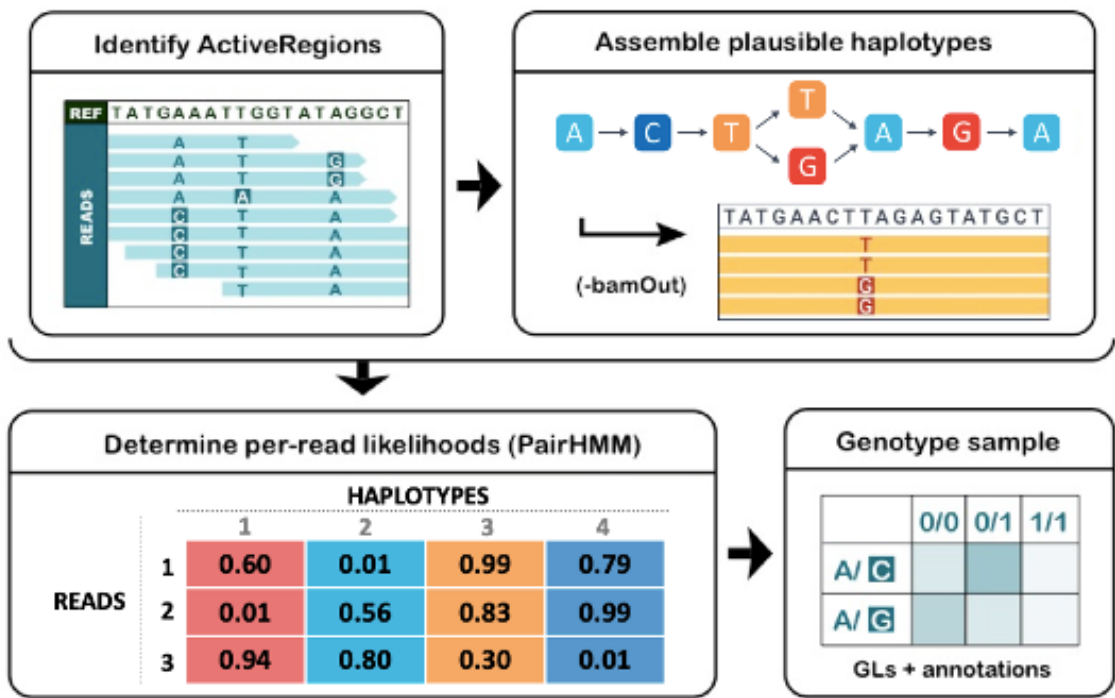 Identify ActiveRegions
REF TATGAAATTGGTATAGGCT
READS
A T
A T G
A T G
A A A
C T A
C T A
C T A
C T A
T A
Assemble plausible haplotypes
A C T T G A G A
(-bamOut)
TATGAACTTAGAGTATGCT
T
T
G
G
Determine per-read likelihoods (PairHMM)
HAPLOTYPES
1 2 3 4
READS
1 0.60 0.01 0.99 0.79
2 0.01 0.56 0.83 0.99
3 0.94 0.80 0.30 0.01
Genotype sample
0/0 0/1 1/1
A/ C
A/ G
GLs + annotations